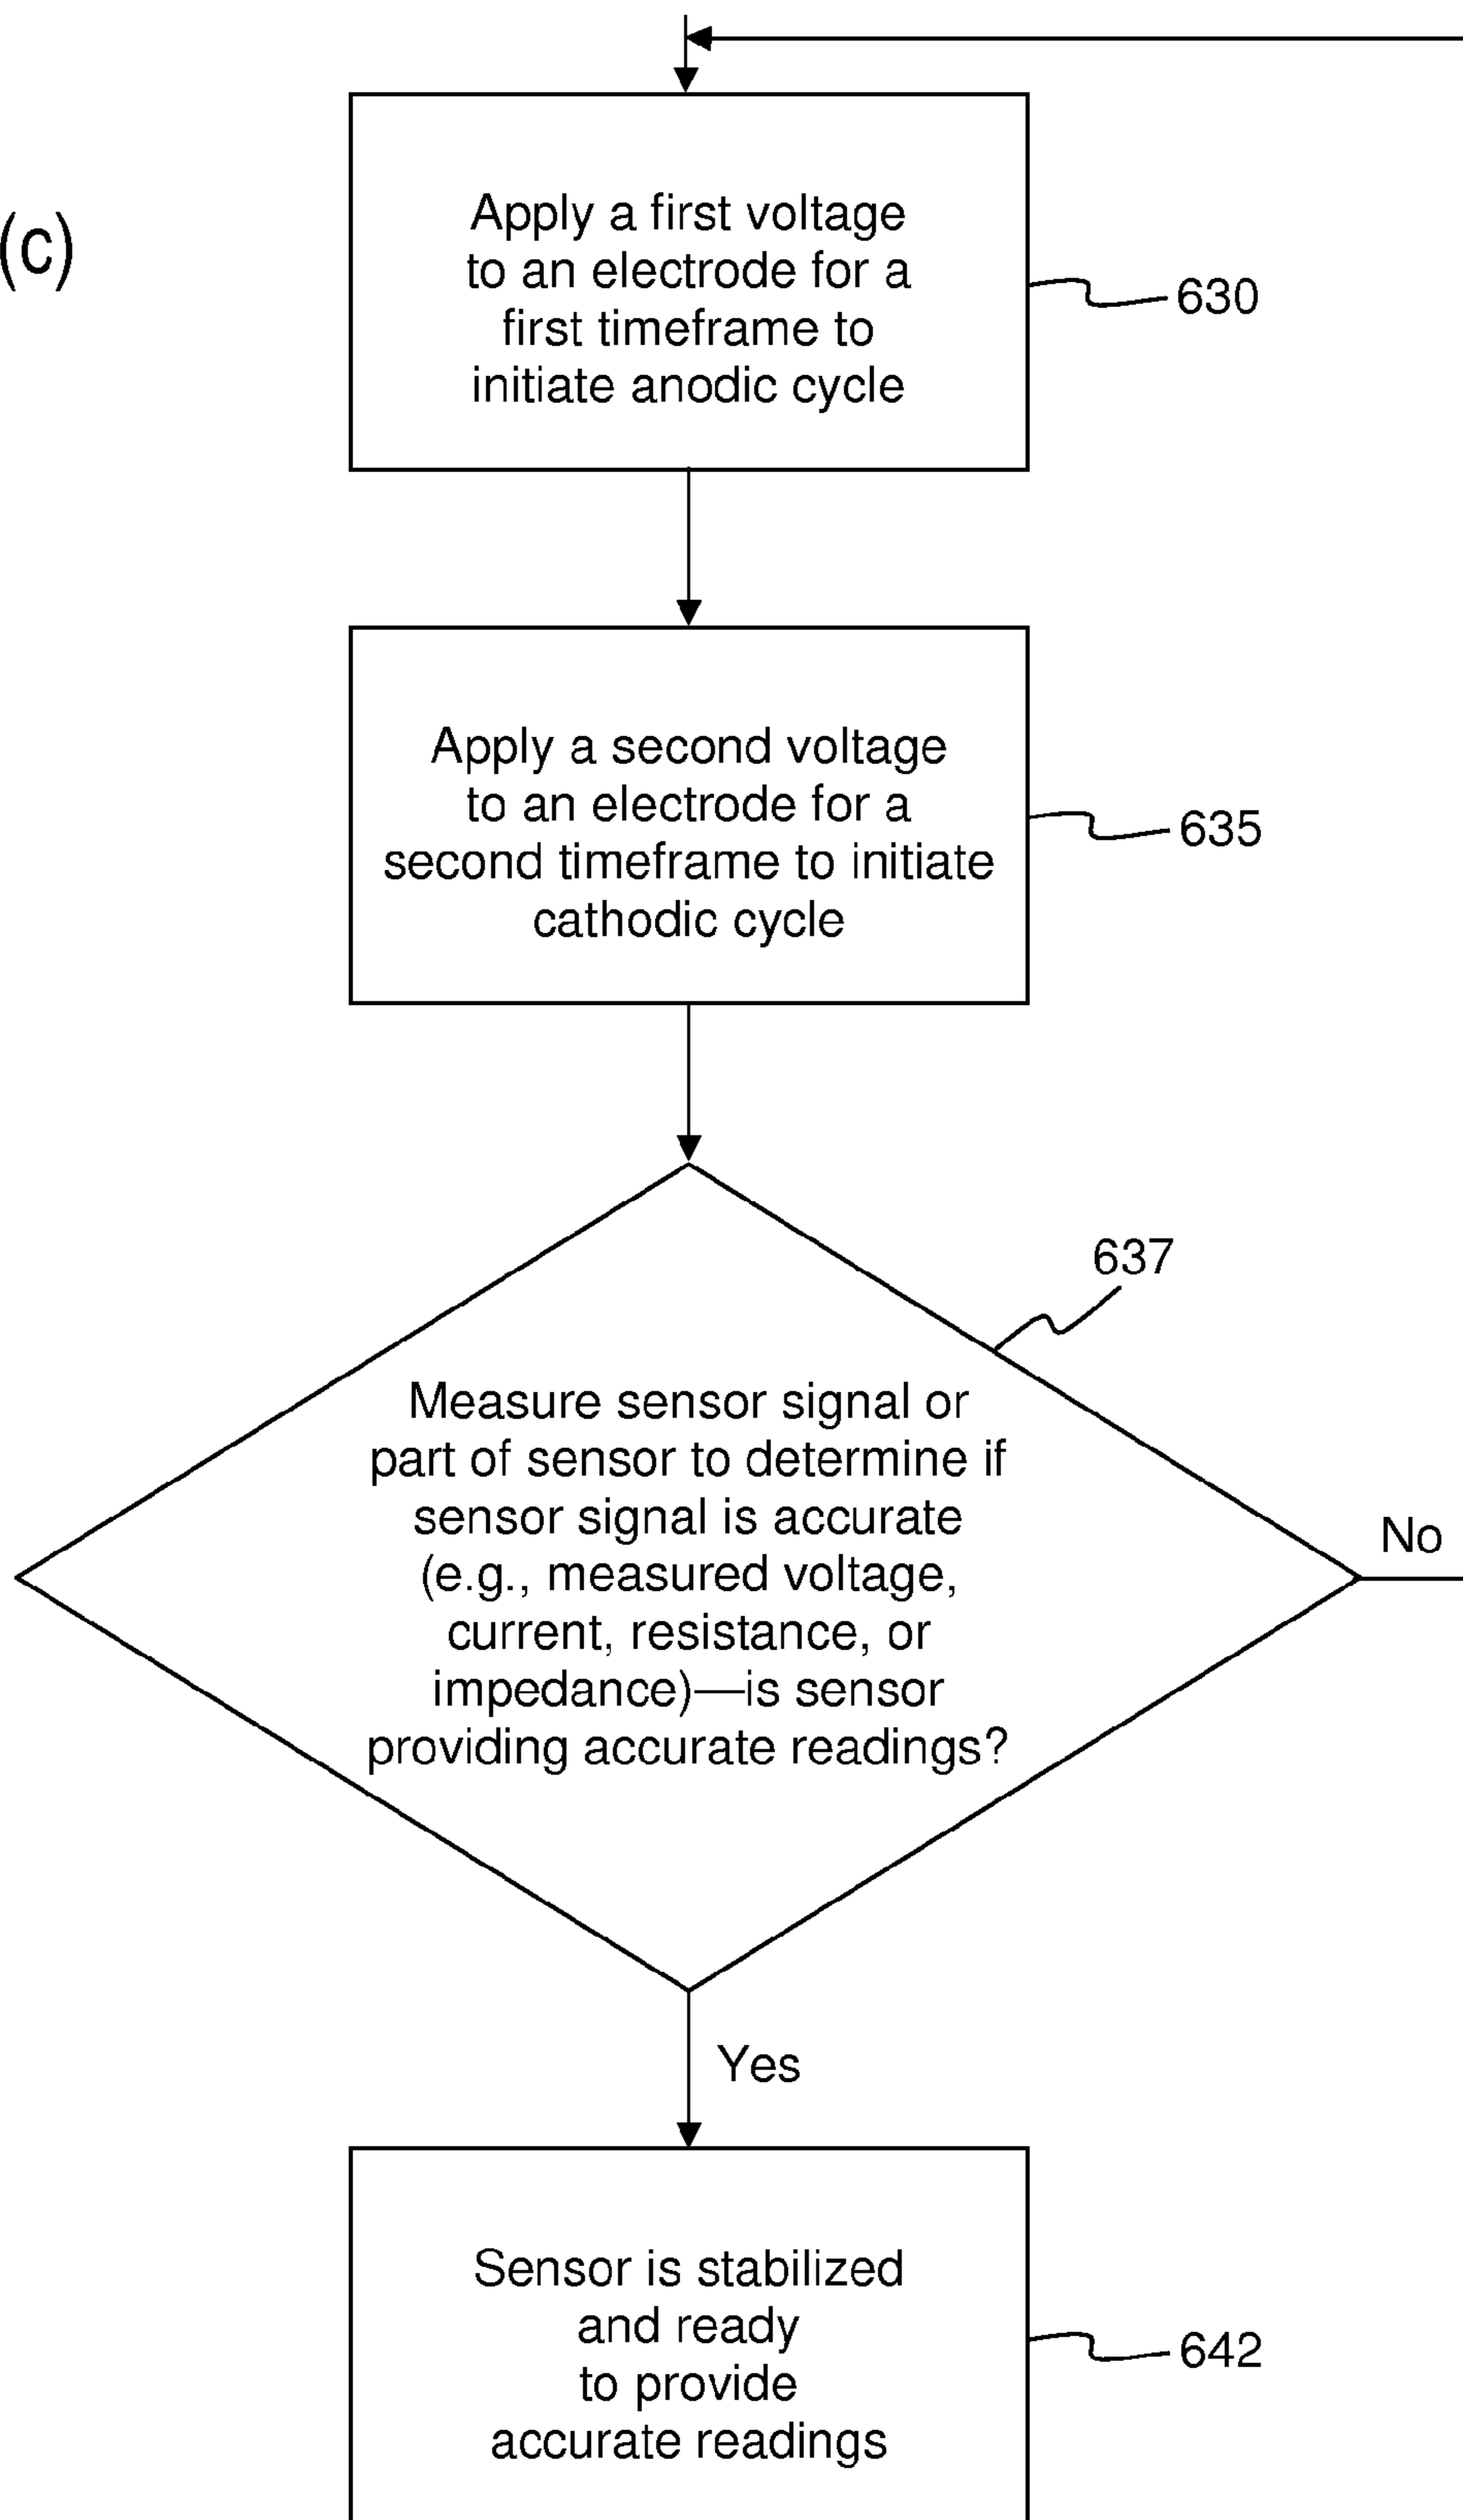 (c)
Apply a first voltage
to an electrode for a
first timeframe to
initiate anodic cycle
630
Apply a second voltage
to an electrode for a
second timeframe to initiate
cathodic cycle
635
637
Measure sensor signal or
part of sensor to determine if
sensor signal is accurate
(e.g., measured voltage,
current, resistance, or
impedance)—is sensor
providing accurate readings?
No
Yes
Sensor is stabilized
and ready
to provide
accurate readings
642